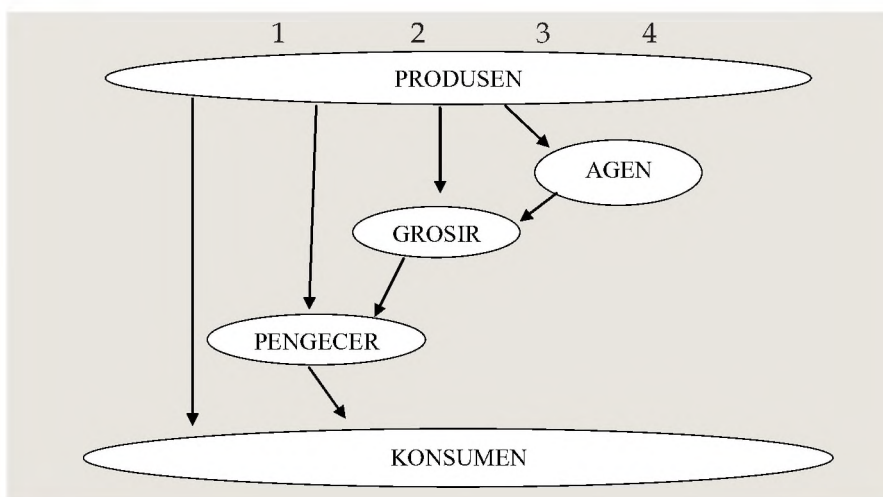 1 2 3 4
PRODUSEN
AGEN
GROSIR
PENGECER
KONSUMEN